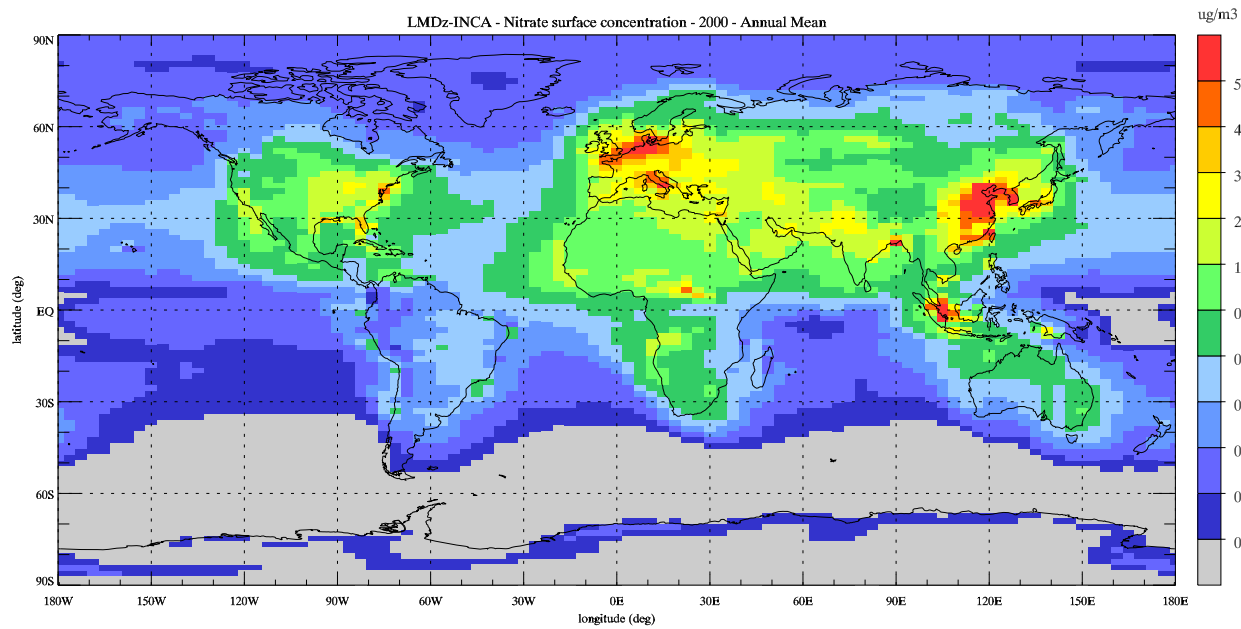 LMDz-INCA - Nitrate surface concentration - 2000 - Annual Mean
ug/m3
90N
60N
30N
EQ
30S
60S
90S
latitude (deg)
180W 150W 120W 90W 60W 30W 0E 30E 60E 90E 120E 150E 180E
longitude (deg)
5
4
3
2
1
0
0
0
0
0
0